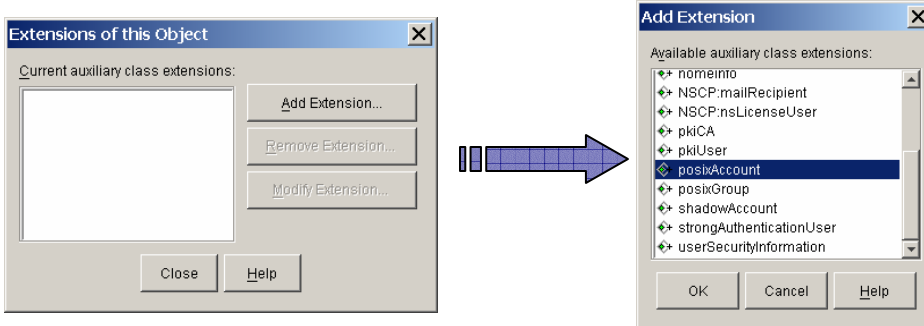 Extensions of this Object
Current auxiliary class extensions:
Add Extension...
Remove Extension...
Modify Extension...
Close
Help
Add Extension
Available auxiliary class extensions:
homeInfo
NSCP:mailRecipient
NSCP:nsLicenseUser
pkiCA
pkiUser
posixAccount
posixGroup
shadowAccount
strongAuthenticationUser
userSecurityInformation
OK
Cancel
Help